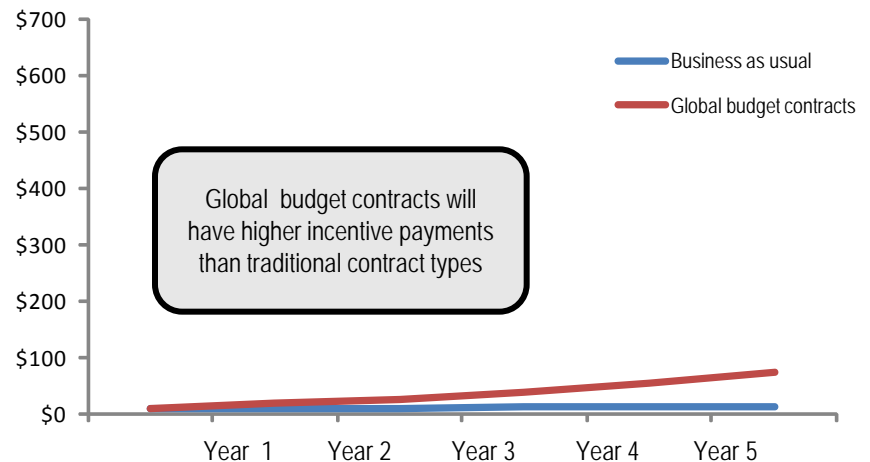 $700
$600
$500
$400
$300
$200
$100
$0
Business as usual
Global budget contracts
Global budget contracts will
have higher incentive payments
than traditional contract types
Year 1 Year 2 Year 3 Year 4 Year 5